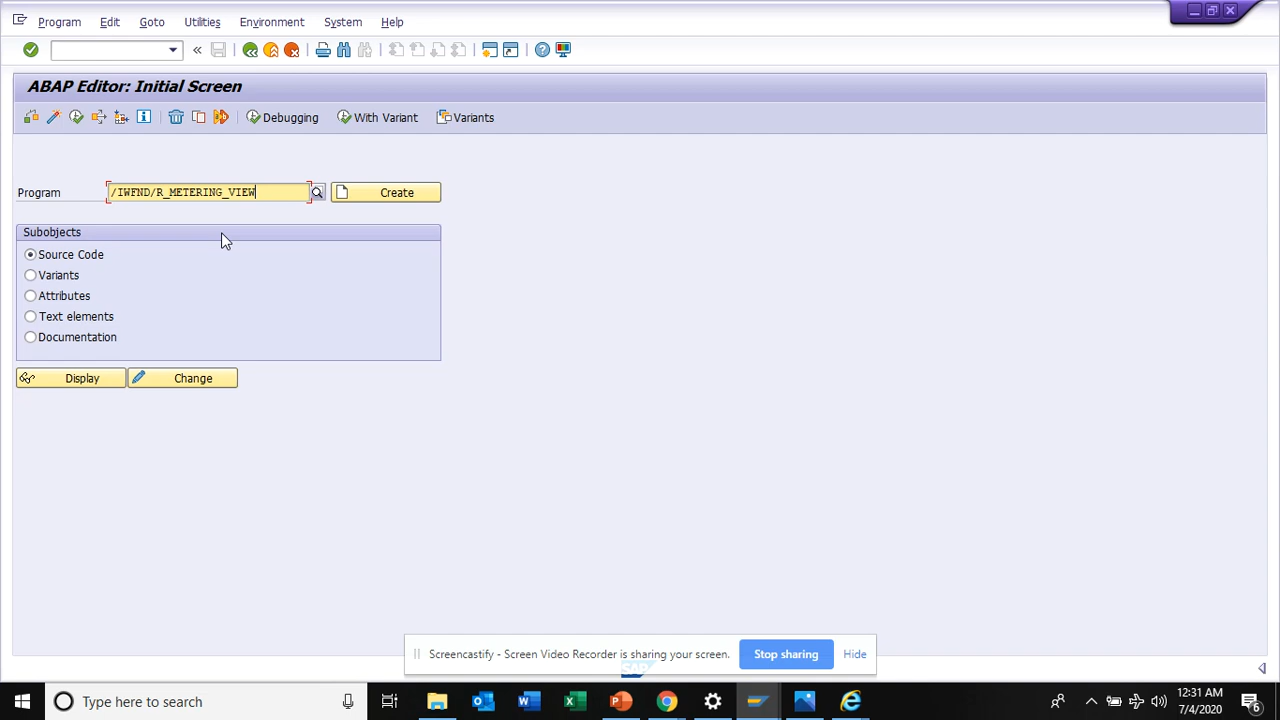 Program Edit Goto Utilities Environment System Help
ABAP Editor: Initial Screen
Debugging With Variant Variants
Program /IWFND/R_METERING_VIEW Create
Subobjects
Source Code
Variants
Attributes
Text elements
Documentation
Display Change
Screencastify - Screen Video Recorder is sharing your screen. Stop sharing Hide
SAP
Type here to search
12:31 AM
7/4/2020
6